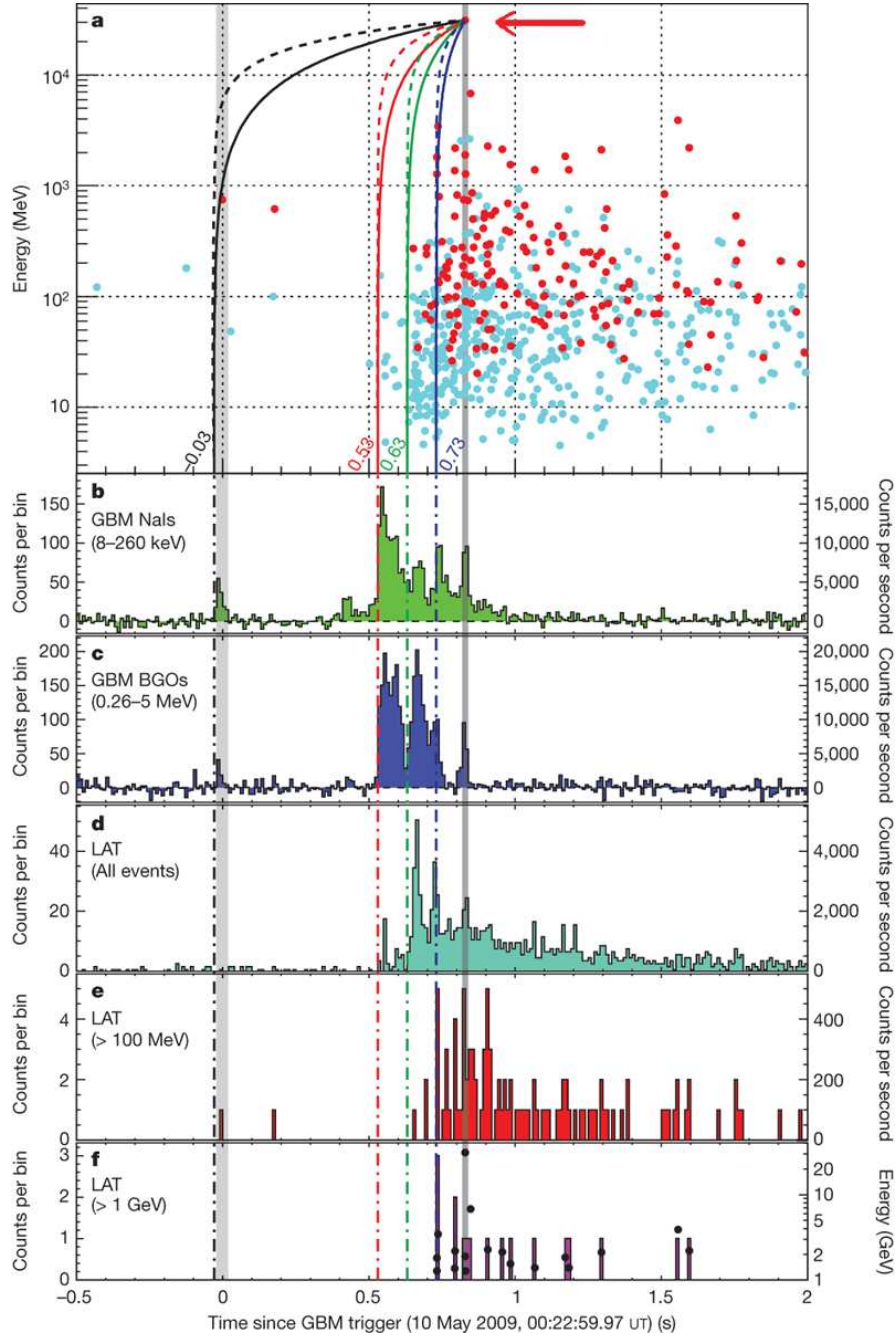 a
Energy (MeV)
10⁴
10³
10²
10
−0.03
0.53
0.63
0.73
b
GBM NaIs
(8–260 keV)
Counts per bin
150
100
50
0
Counts per second
15,000
10,000
5,000
0
c
GBM BGOs
(0.26–5 MeV)
Counts per bin
200
150
100
50
0
Counts per second
20,000
15,000
10,000
5,000
0
d
LAT
(All events)
Counts per bin
40
20
0
Counts per second
4,000
2,000
0
e
LAT
(> 100 MeV)
Counts per bin
4
2
0
Counts per second
400
200
0
f
LAT
(> 1 GeV)
Counts per bin
3
2
1
0
Energy (GeV)
20
10
5
2
1
−0.5
0
0.5
1
1.5
2
Time since GBM trigger (10 May 2009, 00:22:59.97 UT) (s)